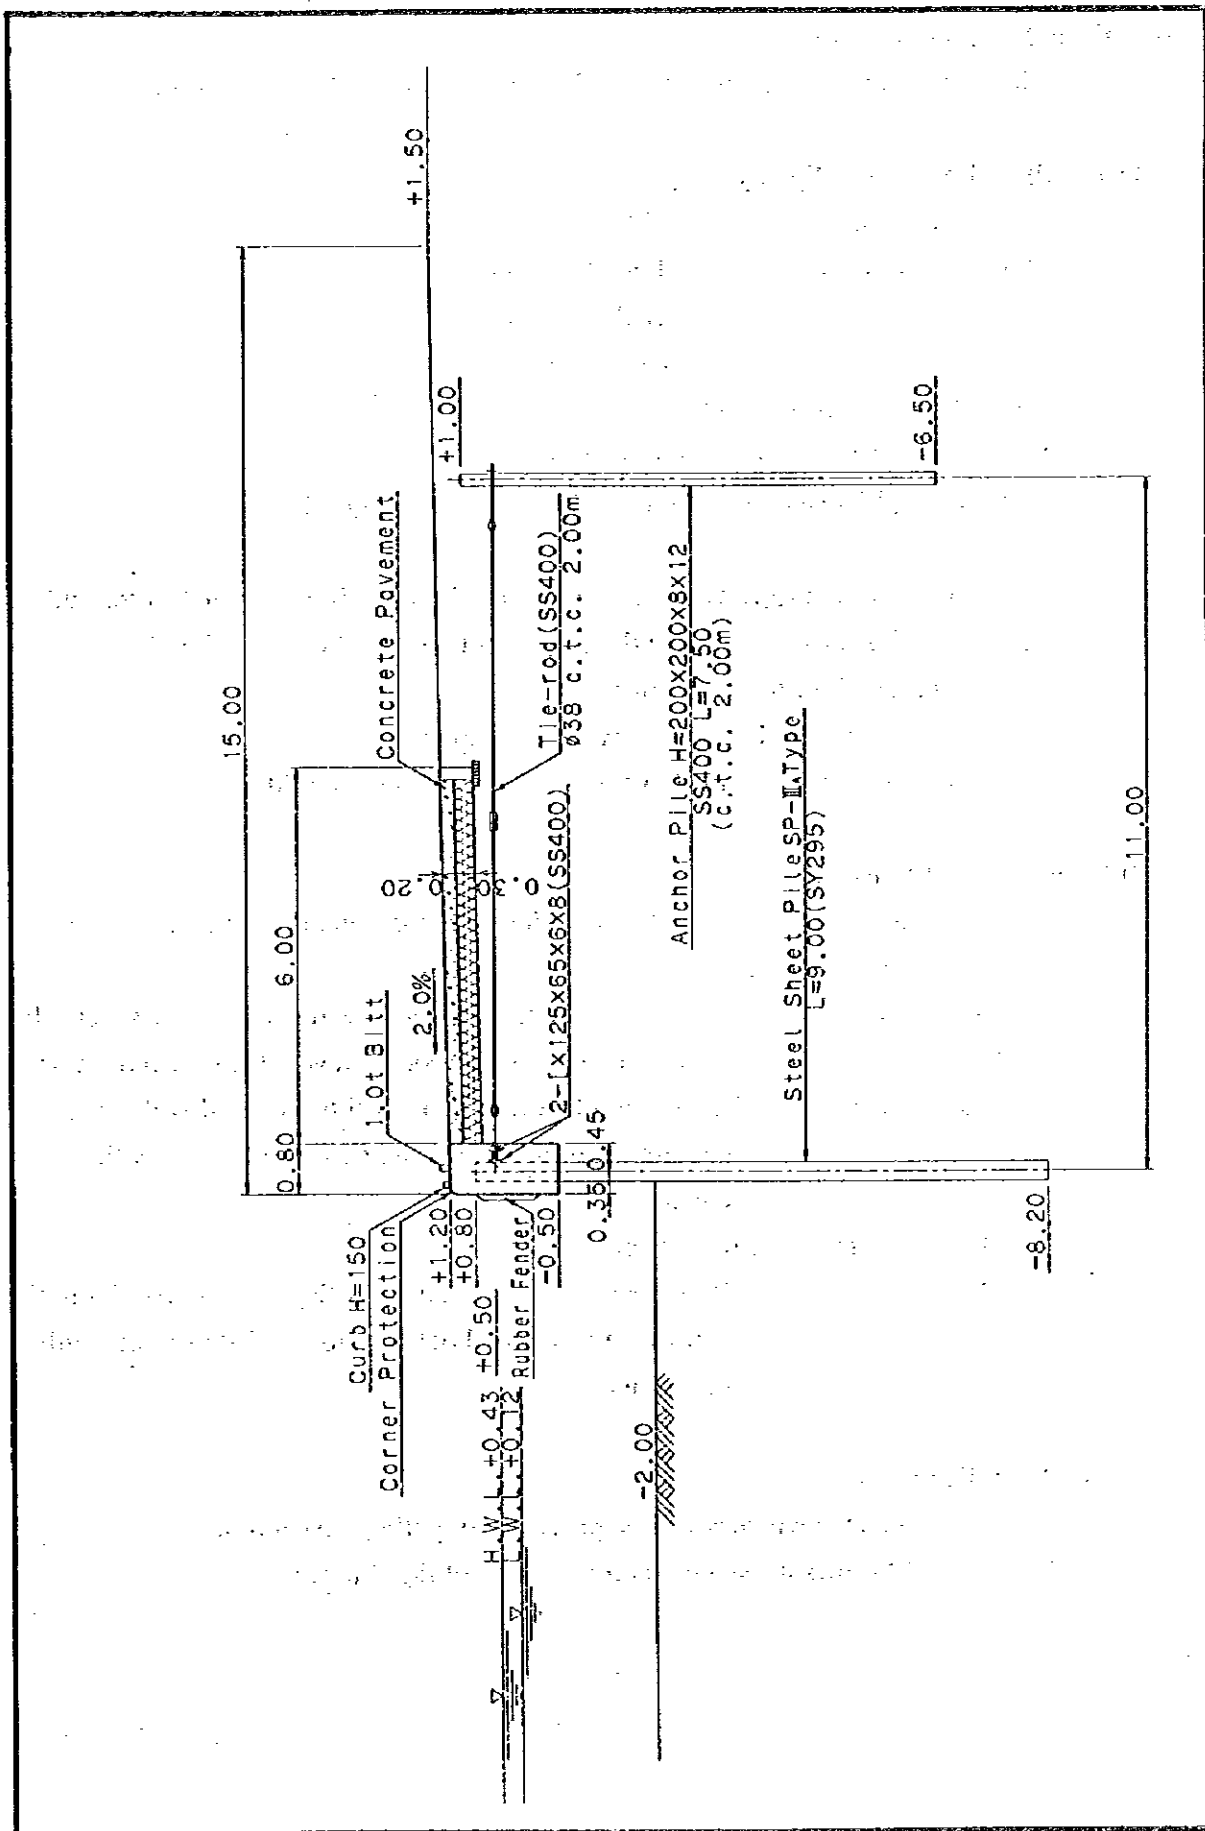 15.00
6.00
0.80
1.0t Bitt
2.0%
Concrete Pavement
+1.50
Curb H=150
Corner Protection
0.20
0.30
+1.00
+1.20
+0.80
+0.50
H.W.L. +0.43
L.W.L. +0.12
Rubber Fender
-0.50
Tie-rod(SS400)
ø38 c.t.c. 2.00m
2-[x125x65x6x8(SS400)
0.35
0.45
-2.00
Anchor Pile H=200x200x8x12
SS400 L=7.50
(c.t.c. 2.00m)
Steel Sheet Pile SP-
Type
L=9.00(SY295)
-6.50
-8.20
11.00